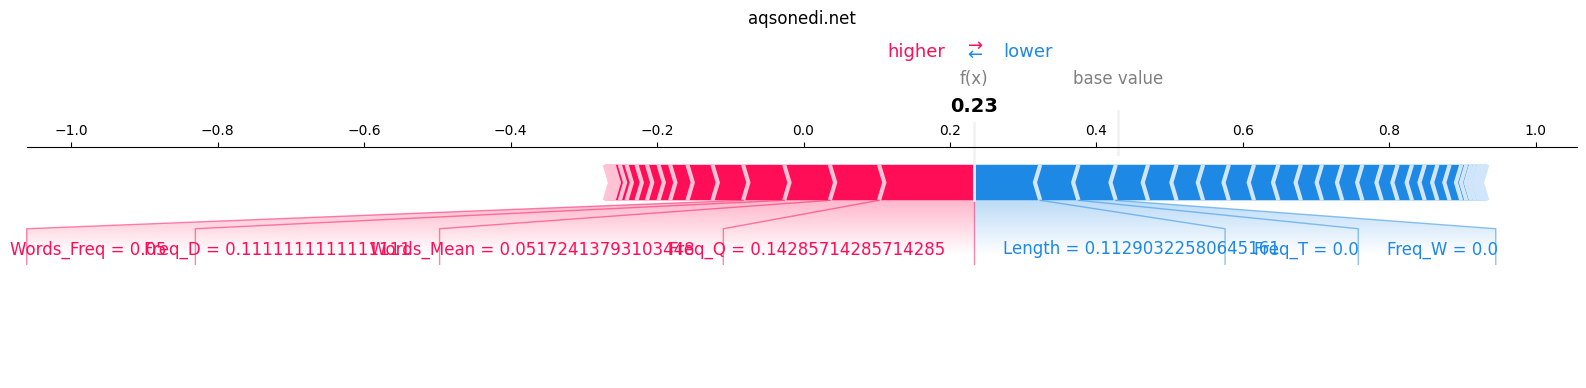 aqsonedi.net
higher ⇄ lower
f(x) base value
0.23
−1.0 −0.8 −0.6 −0.4 −0.2 0.0 0.2 0.4 0.6 0.8 1.0
Words_Freq = 0.05 Freq_D = 0.1111111111111111 Words_Mean = 0.05172413793103448 Freq_Q = 0.14285714285714285 Length = 0.11290322580645161 Freq_T = 0.0 Freq_W = 0.0